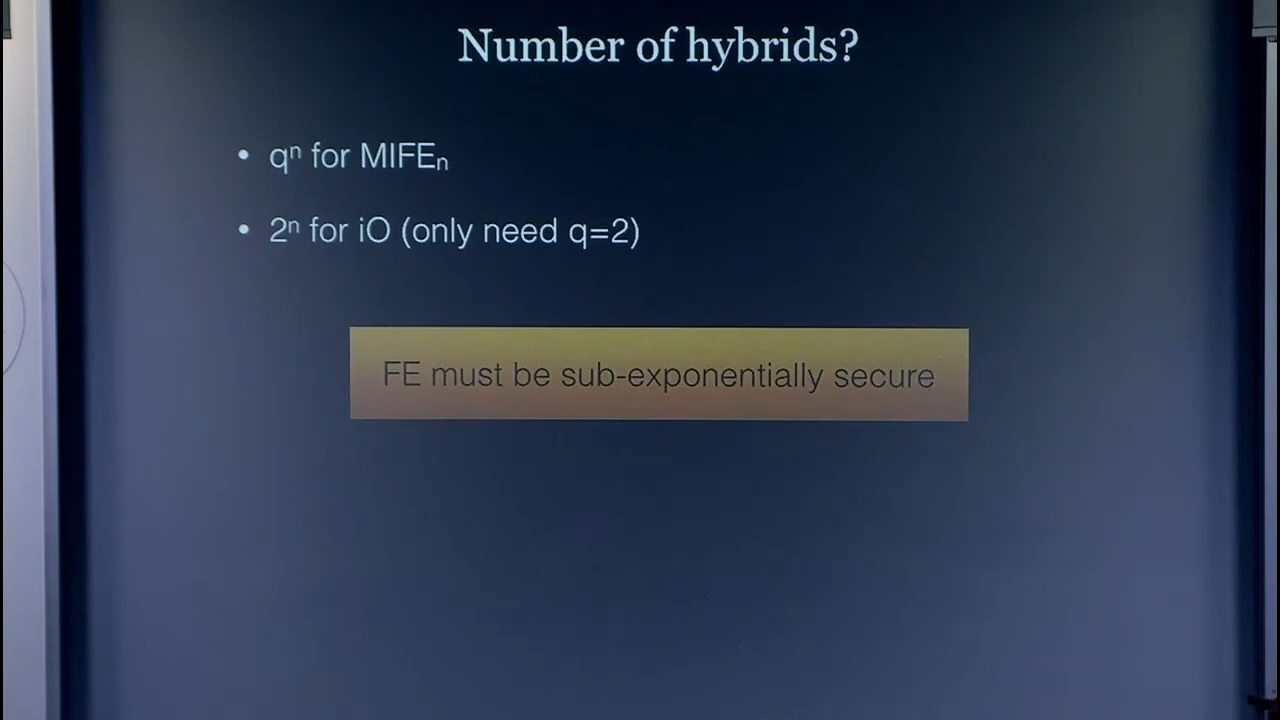 Number of hybrids?
• qⁿ for MIFEₙ
• 2ⁿ for iO (only need q=2)
FE must be sub-exponentially secure